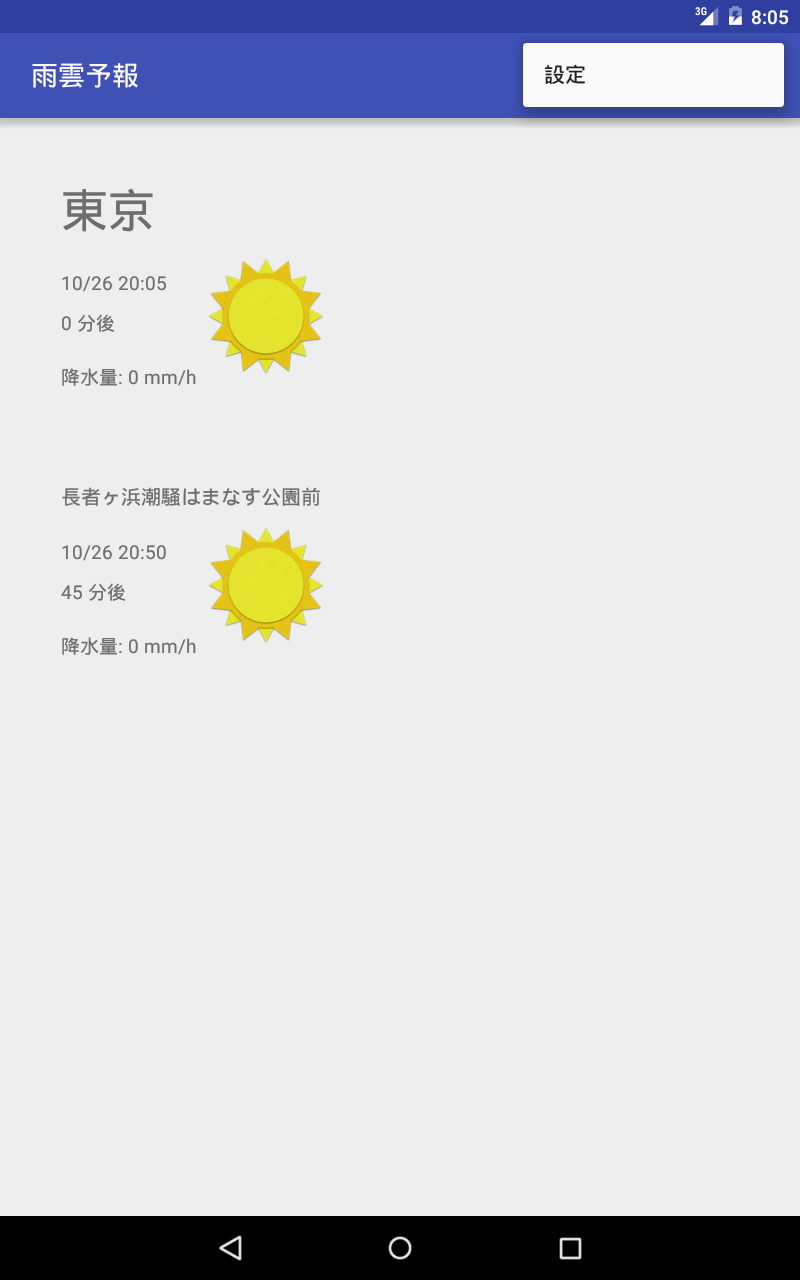 3G 8:05
雨雲予報
設定
東京
10/26 20:05
0 分後
降水量: 0 mm/h
長者ヶ浜潮騒はまなす公園前
10/26 20:50
45 分後
降水量: 0 mm/h